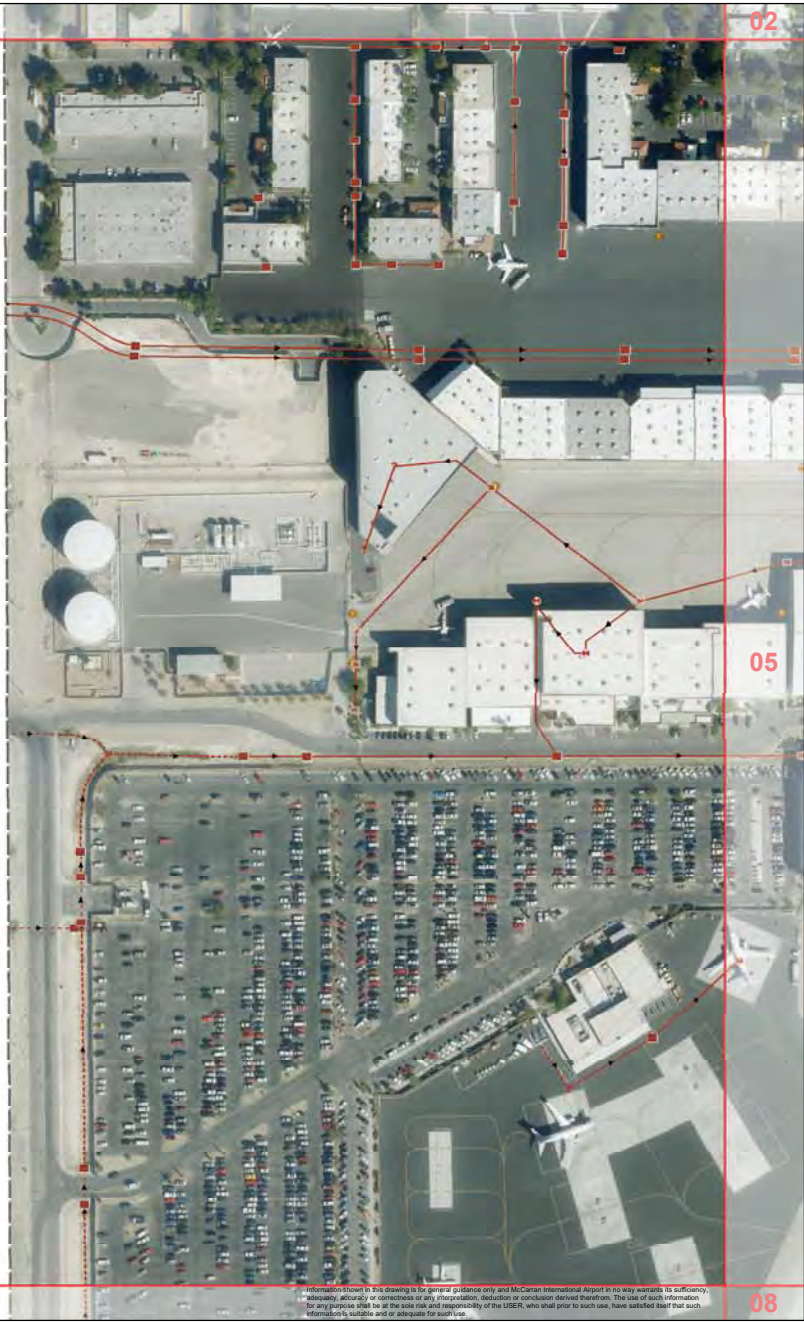 02
05
Information shown in this drawing is for general guidance only and McCarran International Airport in no way warrants its sufficiency,
adequacy, accuracy or correctness or any interpretation, deduction or conclusion derived therefrom. The use of such information
for any purpose shall be at the sole risk and responsibility of the USER, who shall prior to such use, have satisfied itself that such
information is suitable and or adequate for such use.
08